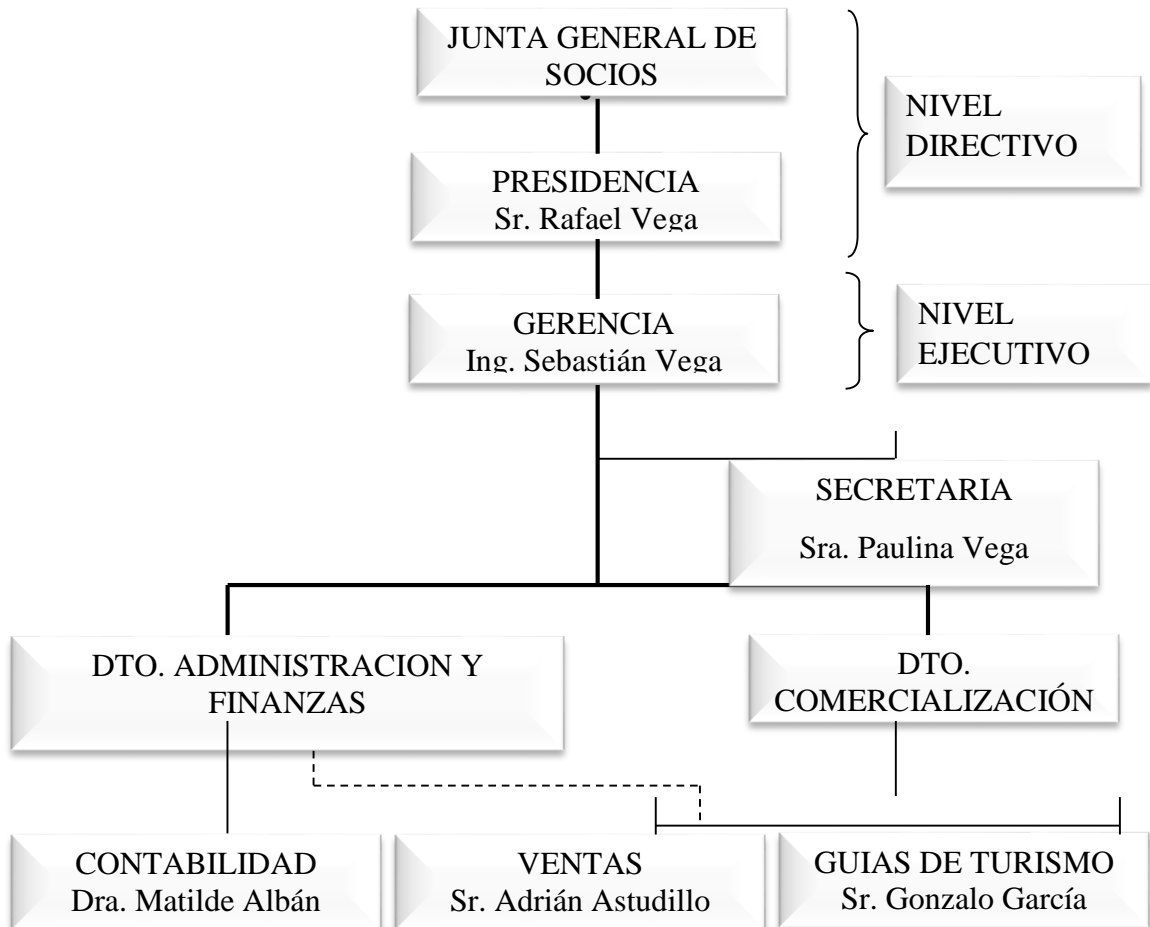 JUNTA GENERAL DE
SOCIOS
NIVEL
DIRECTIVO
PRESIDENCIA
Sr. Rafael Vega
GERENCIA
Ing. Sebastián Vega
NIVEL
EJECUTIVO
SECRETARIA
Sra. Paulina Vega
DTO. ADMINISTRACION Y
FINANZAS
DTO.
COMERCIALIZACIÓN
CONTABILIDAD
Dra. Matilde Albán
VENTAS
Sr. Adrián Astudillo
GUIAS DE TURISMO
Sr. Gonzalo García